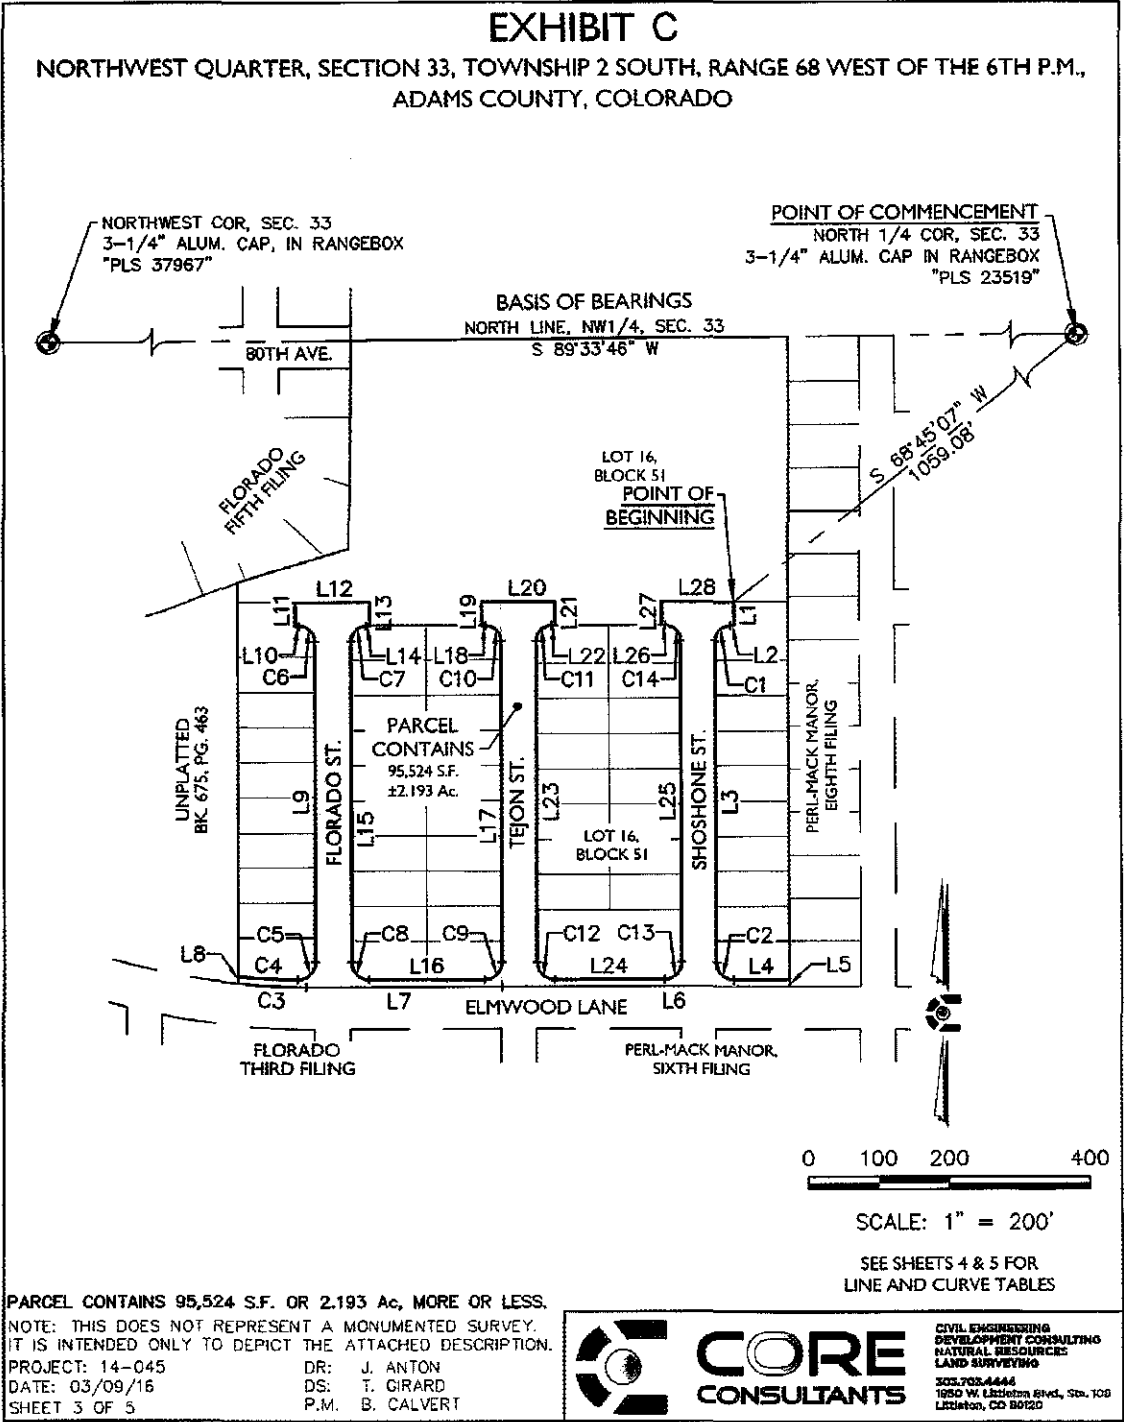 EXHIBIT C
NORTHWEST QUARTER, SECTION 33, TOWNSHIP 2 SOUTH, RANGE 68 WEST OF THE 6TH P.M.,
ADAMS COUNTY, COLORADO
NORTHWEST COR, SEC. 33
3-1/4" ALUM. CAP, IN RANGEBOX
"PLS 37967"
POINT OF COMMENCEMENT
NORTH 1/4 COR, SEC. 33
3-1/4" ALUM. CAP IN RANGEBOX
"PLS 23519"
BASIS OF BEARINGS
NORTH LINE, NW1/4, SEC. 33
S 89°33'46" W
80TH AVE.
S 68°45'07" W
1059.08'
FLORADO
FIFTH FILING
LOT 16,
BLOCK 51
POINT OF
BEGINNING
L12
L20
L28
L11
L13
L19
L21
L27
L1
L10
L14
L18
L22
L26
L2
C6
C7
C10
C11
C14
C1
UNPLATTED
BK. 675, PG. 463
PARCEL
CONTAINS
95,524 S.F.
±2.193 Ac.
PERL-MACK MANOR,
EIGHTH FILING
L9
FLORADO ST.
L15
L17
TEJON ST.
L23
LOT 16,
BLOCK 51
L25
SHOSHONE ST.
L3
C5
C8
C9
C12
C13
C2
L8
C4
L16
L24
L4
L5
C3
L7
ELMWOOD LANE
L6
FLORADO
THIRD FILING
PERL-MACK MANOR,
SIXTH FILING
0 100 200 400
SCALE: 1" = 200'
SEE SHEETS 4 & 5 FOR
LINE AND CURVE TABLES
PARCEL CONTAINS 95,524 S.F. OR 2.193 Ac, MORE OR LESS.
NOTE: THIS DOES NOT REPRESENT A MONUMENTED SURVEY.
IT IS INTENDED ONLY TO DEPICT THE ATTACHED DESCRIPTION.
PROJECT: 14-045 DR: J. ANTON
DATE: 03/09/16 DS: T. GIRARD
SHEET 3 OF 5 P.M. B. CALVERT
CORE
CONSULTANTS
CIVIL ENGINEERING
DEVELOPMENT CONSULTING
NATURAL RESOURCES
LAND SURVEYING
303.703.4444
1950 W. Littleton Blvd., Ste. 109
Littleton, CO 80120